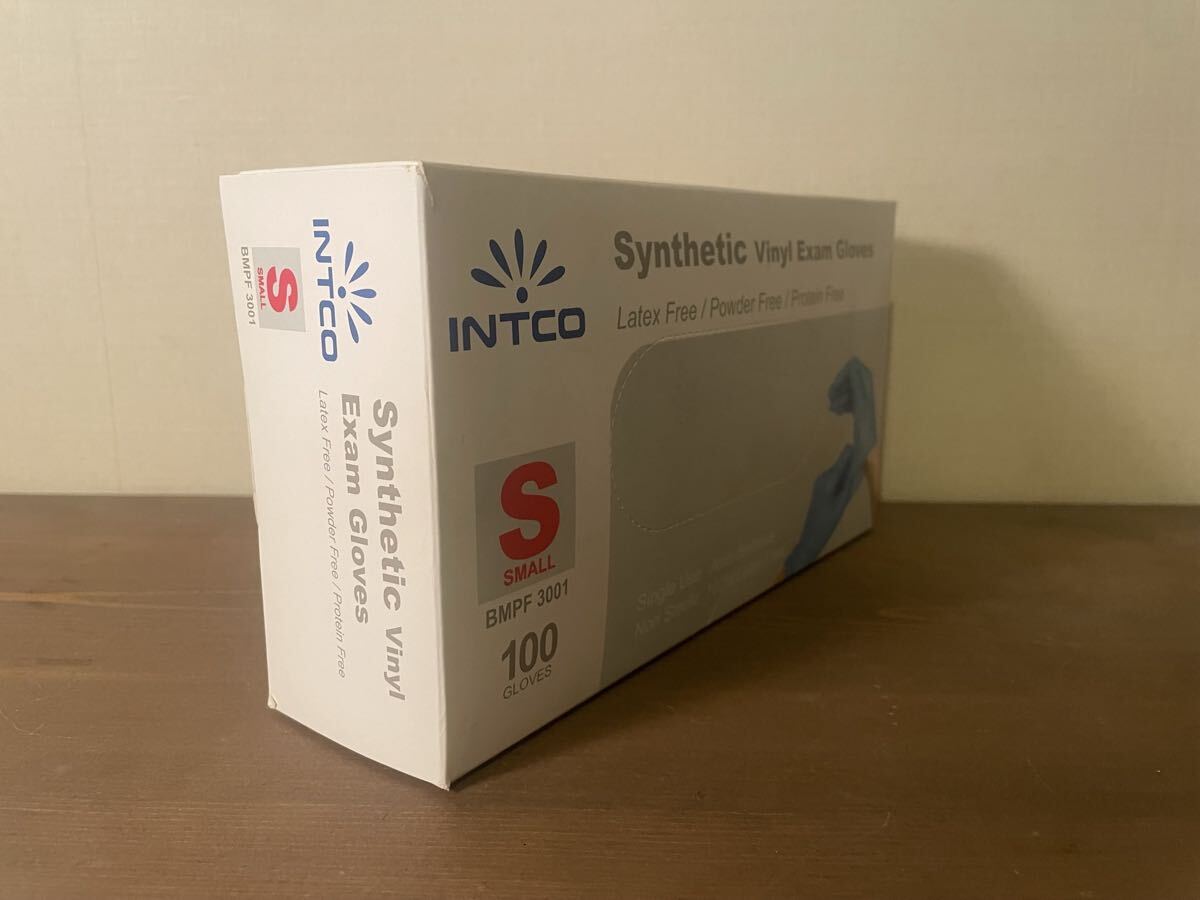 INTCO
S
SMALL
BMPF 3001
Synthetic Vinyl
Exam Gloves
Latex Free / Powder Free / Protein Free
INTCO
Synthetic Vinyl Exam Gloves
Latex Free / Powder Free / Protein Free
S
SMALL
BMPF 3001
100
GLOVES
Single Use
Non Sterile